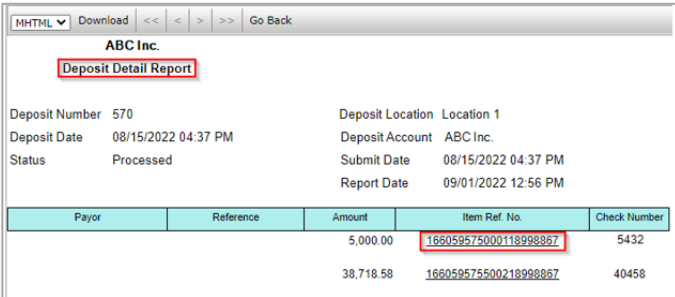 MHTML Download << < > >> Go Back
ABC Inc.
Deposit Detail Report
Deposit Number 570 Deposit Location Location 1
Deposit Date 08/15/2022 04:37 PM Deposit Account ABC Inc.
Status Processed Submit Date 08/15/2022 04:37 PM
Report Date 09/01/2022 12:56 PM
Payor Reference Amount Item Ref. No. Check Number
5,000.00 166059575000118998867 5432
38,718.58 166059575500218998867 40458